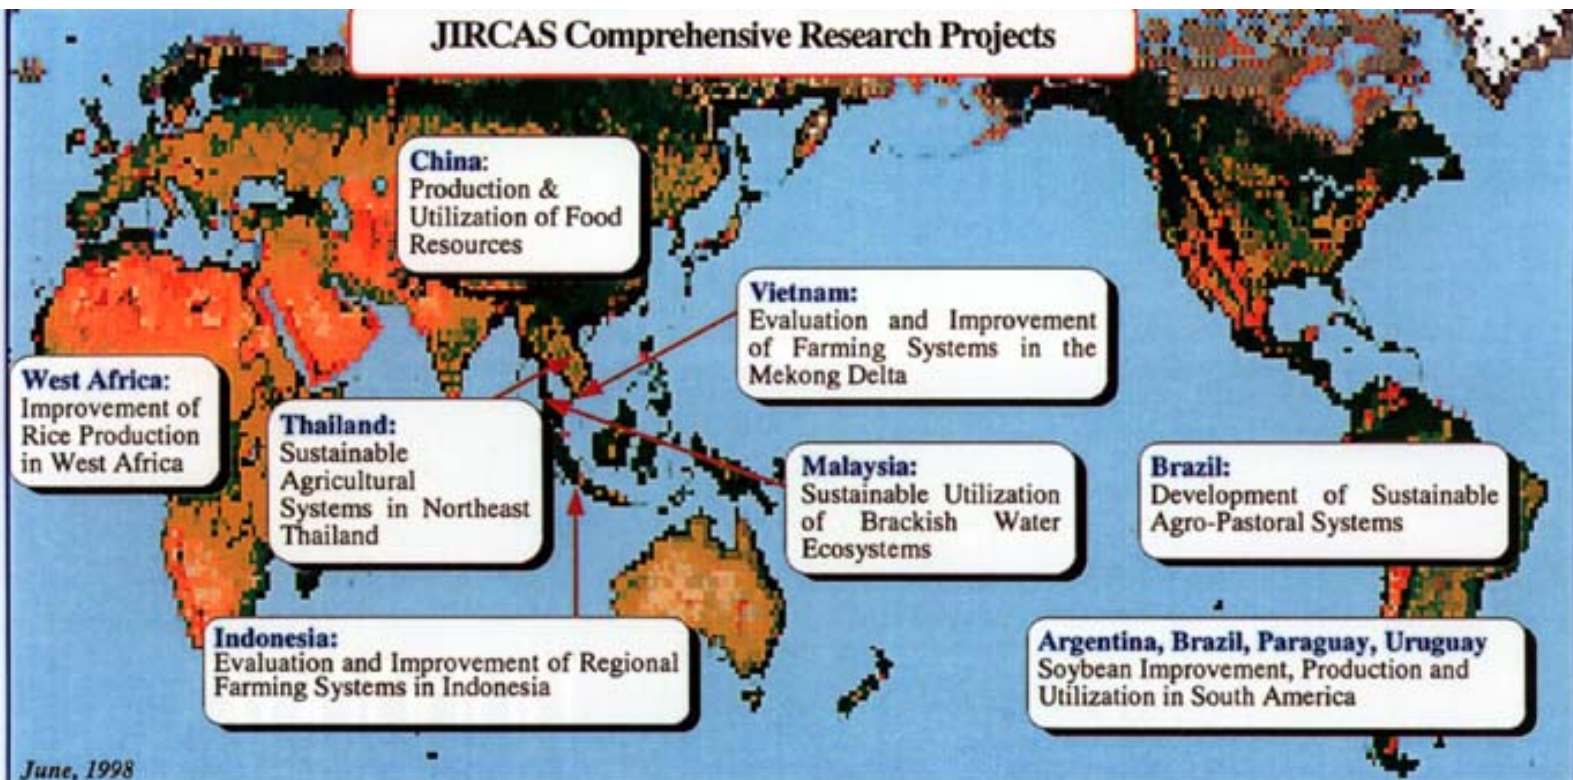 JIRCAS Comprehensive Research Projects
China:
Production &
Utilization of Food
Resources
Vietnam:
Evaluation and Improvement
of Farming Systems in the
Mekong Delta
West Africa:
Improvement of
Rice Production
in West Africa
Thailand:
Sustainable
Agricultural
Systems in Northeast
Thailand
Malaysia:
Sustainable Utilization
of Brackish Water
Ecosystems
Brazil:
Development of Sustainable
Agro-Pastoral Systems
Indonesia:
Evaluation and Improvement of Regional
Farming Systems in Indonesia
Argentina, Brazil, Paraguay, Uruguay
Soybean Improvement, Production and
Utilization in South America
June, 1998